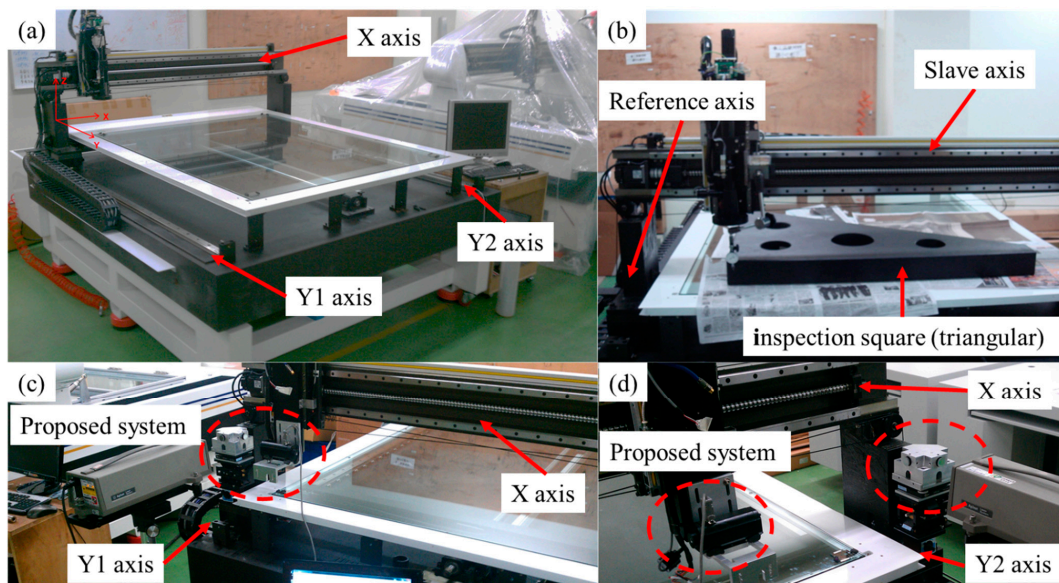 (a)
X axis
Z
X
Y
Y2 axis
Y1 axis
(b)
Slave axis
Reference axis
inspection square (triangular)
(c)
Proposed system
X axis
Y1 axis
(d)
X axis
Proposed system
Y2 axis